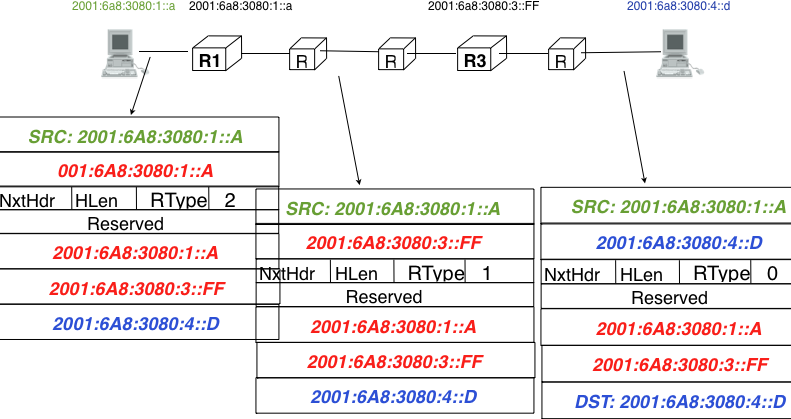 2001:6a8:3080:1::a 2001:6a8:3080:1::a 2001:6a8:3080:3::FF 2001:6a8:3080:4::d
R1 R R R3 R
SRC: 2001:6A8:3080:1::A
001:6A8:3080:1::A
NxtHdr HLen RType 2
Reserved
2001:6A8:3080:1::A
2001:6A8:3080:3::FF
2001:6A8:3080:4::D
SRC: 2001:6A8:3080:1::A
2001:6A8:3080:3::FF
NxtHdr HLen RType 1
Reserved
2001:6A8:3080:1::A
2001:6A8:3080:3::FF
2001:6A8:3080:4::D
SRC: 2001:6A8:3080:1::A
2001:6A8:3080:4::D
NxtHdr HLen RType 0
Reserved
2001:6A8:3080:1::A
2001:6A8:3080:3::FF
DST: 2001:6A8:3080:4::D